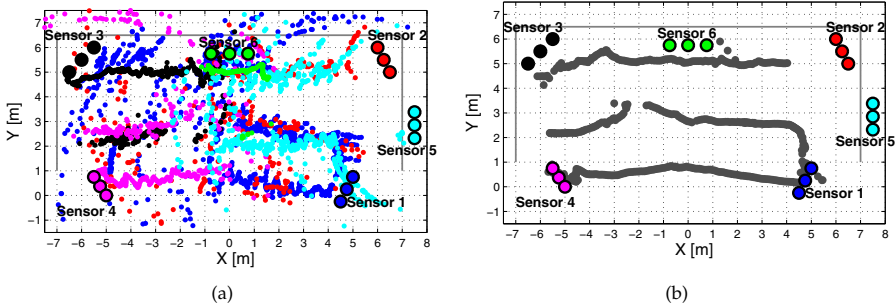 7
6
5
4
3
2
1
0
−1
Y [m]
Sensor 3
Sensor 6
Sensor 2
Sensor 5
Sensor 4
Sensor 1
−7 −6 −5 −4 −3 −2 −1 0 1 2 3 4 5 6 7 8
X [m]
(a)
7
6
5
4
3
2
1
0
−1
Y [m]
Sensor 3
Sensor 6
Sensor 2
Sensor 5
Sensor 4
Sensor 1
−7 −6 −5 −4 −3 −2 −1 0 1 2 3 4 5 6 7 8
X [m]
(b)